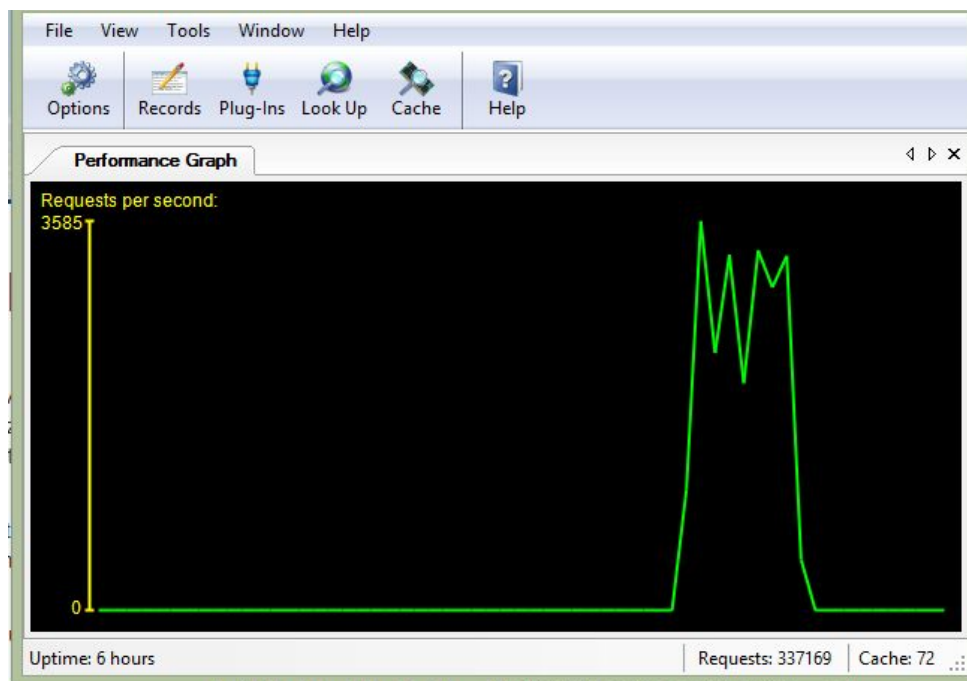 File View Tools Window Help
Options Records Plug-Ins Look Up Cache Help
Performance Graph
Requests per second:
3585
0
Uptime: 6 hours Requests: 337169 Cache: 72